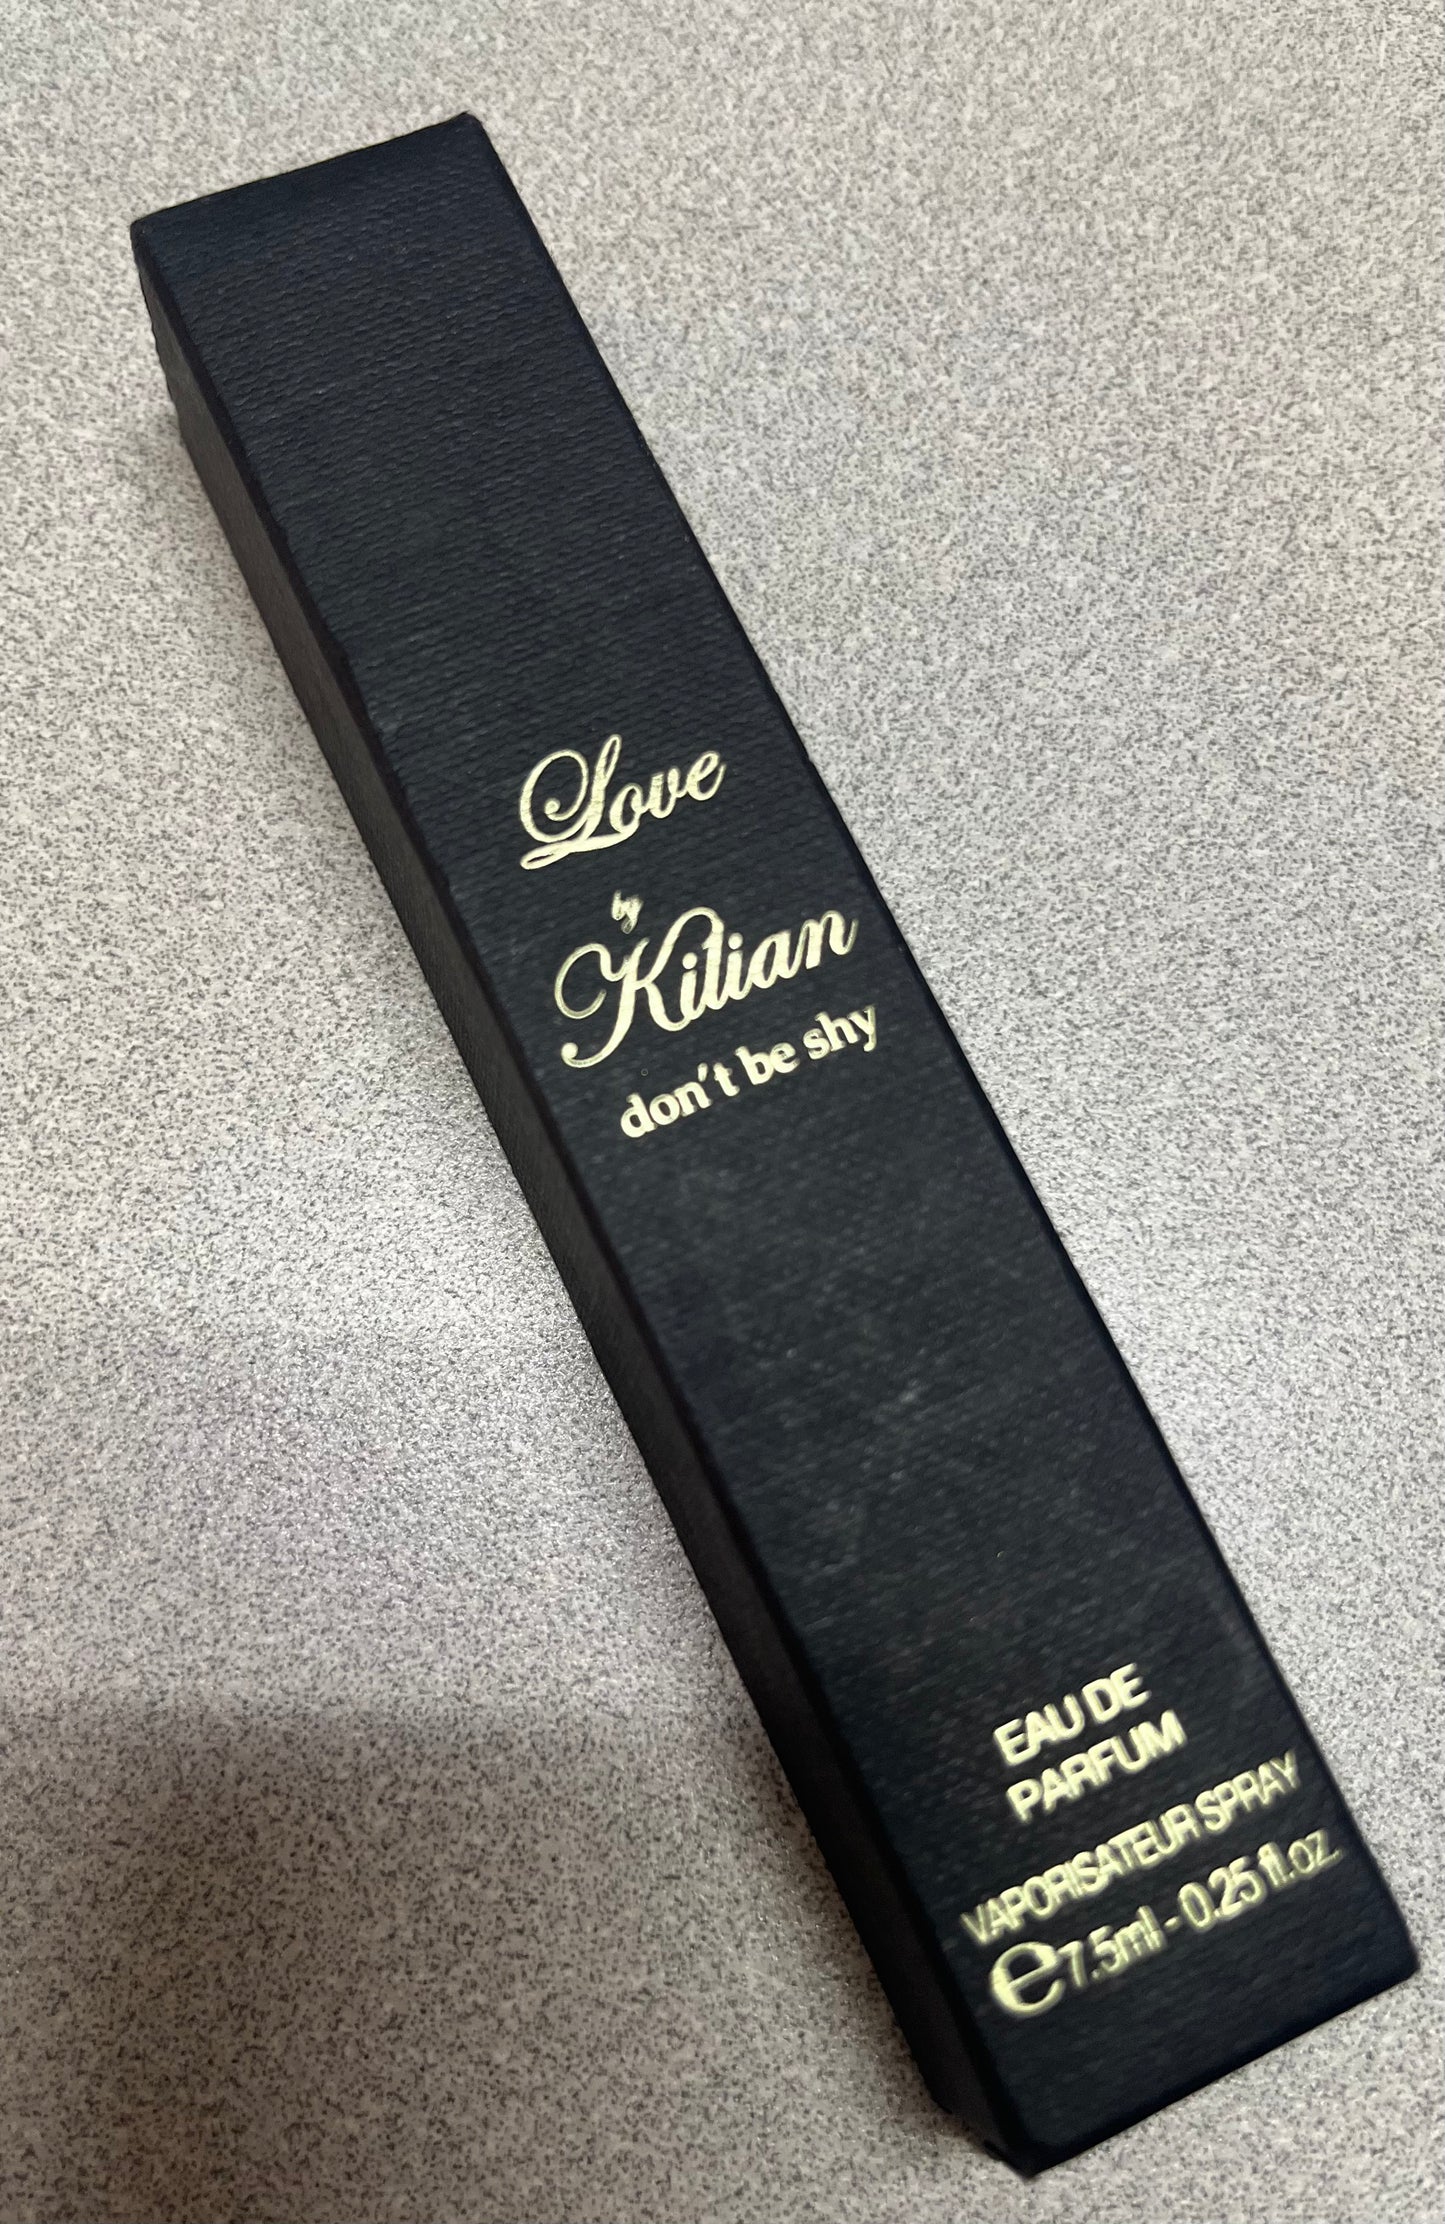 Love
by
Kilian
don't be shy
EAU DE
PARFUM
VAPORISATEUR SPRAY
℮7.5ml - 0.25 fl.oz.